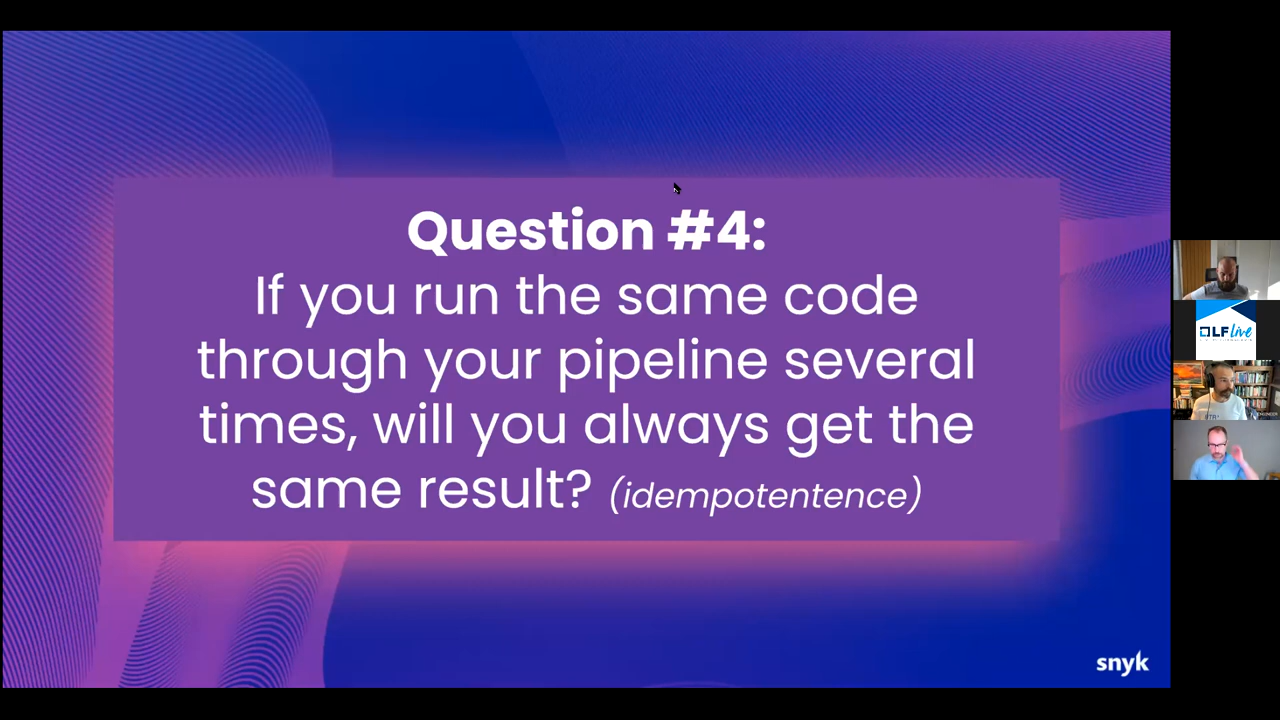 Question #4:
If you run the same code
through your pipeline several
times, will you always get the
same result? (idempotentence)
snyk
LF Live